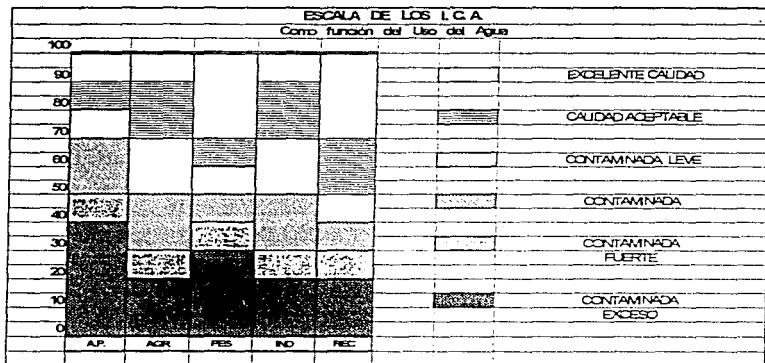 ESCALA DE LOS I.C.A.
Como función del Uso del Agua
100
90
80
70
60
50
40
30
20
10
0
A.P. AGR PES IND REC
EXCELENTE CALIDAD
CALIDAD ACEPTABLE
CONTAMINADA LEVE
CONTAMINADA
CONTAMINADA
FUERTE
CONTAMINADA
EXCESO